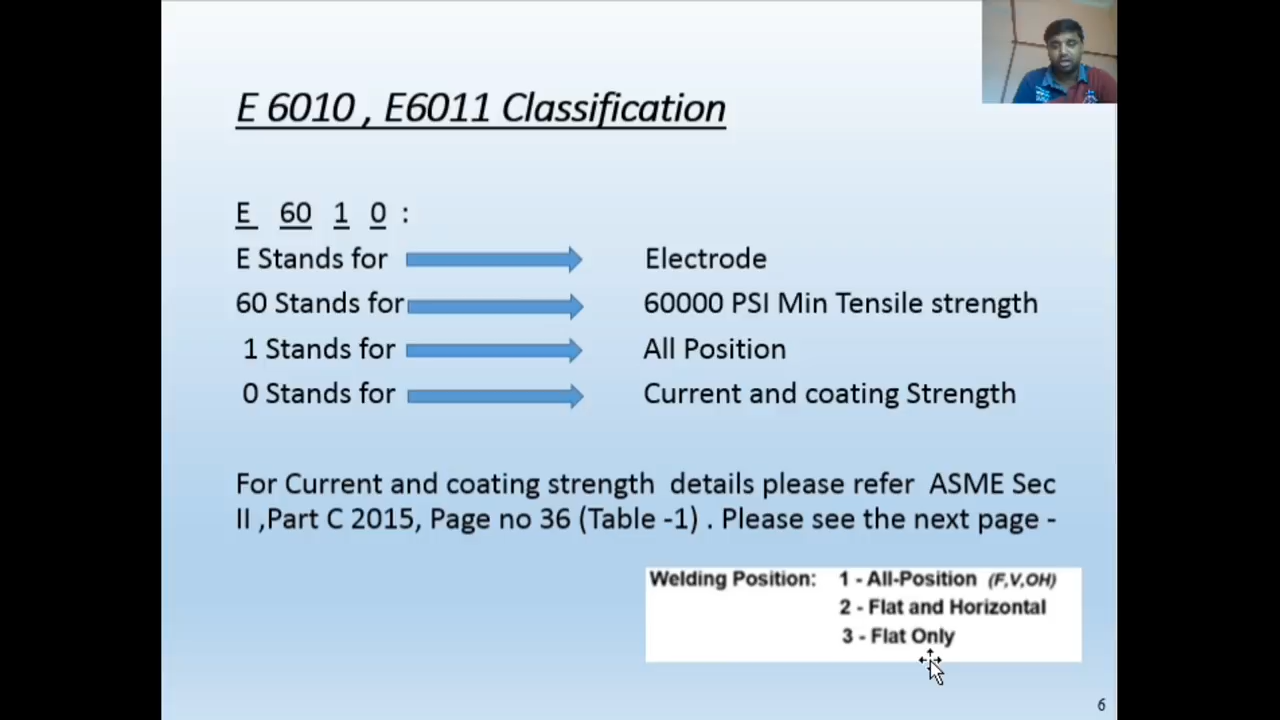 E 6010 , E6011 Classification
E 60 1 0 :
E Stands for Electrode
60 Stands for 60000 PSI Min Tensile strength
1 Stands for All Position
0 Stands for Current and coating Strength
For Current and coating strength details please refer ASME Sec
II ,Part C 2015, Page no 36 (Table -1) . Please see the next page -
Welding Position: 1 - All-Position (F,V,OH)
2 - Flat and Horizontal
3 - Flat Only
6